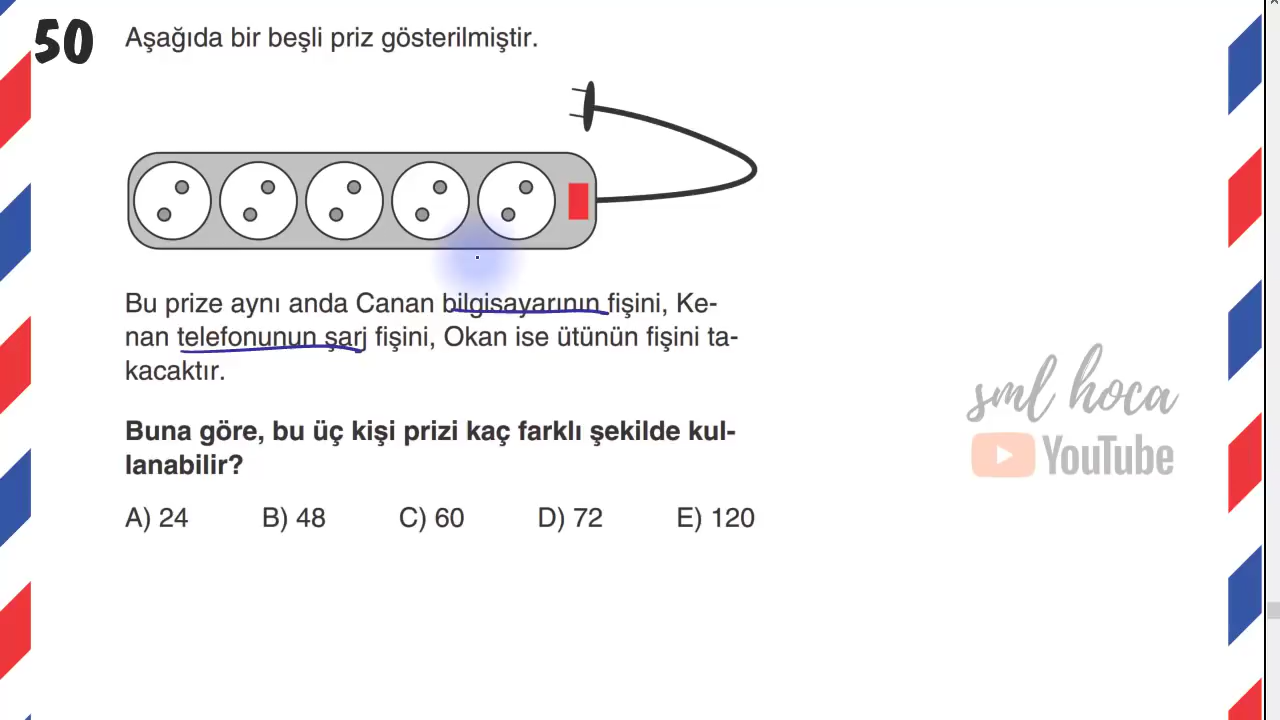 50
Aşağıda bir beşli priz gösterilmiştir.
Bu prize aynı anda Canan bilgisayarının fişini, Ke-
nan telefonunun şarj fişini, Okan ise ütünün fişini ta-
kacaktır.
Buna göre, bu üç kişi prizi kaç farklı şekilde kul-
lanabilir?
A) 24 B) 48 C) 60 D) 72 E) 120
sml hoca
YouTube